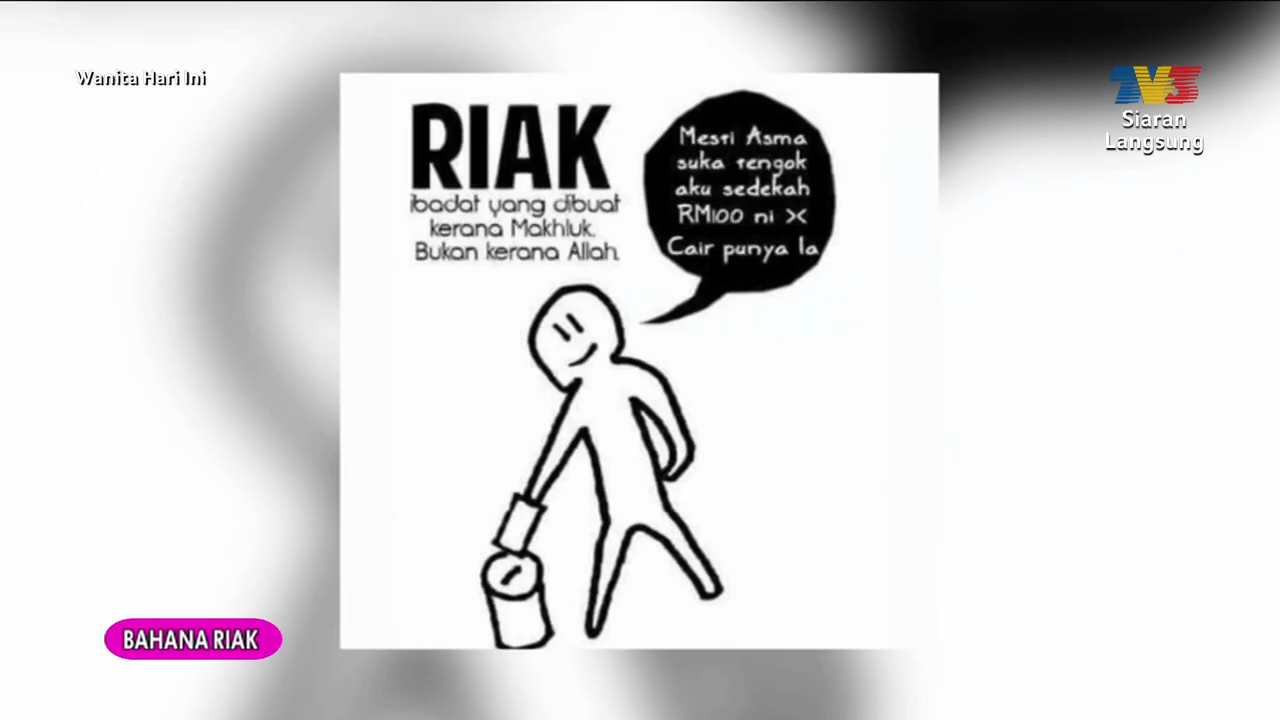 Wanita Hari Ini
TV3
Siaran
Langsung
RIAK
ibadat yang dibuat
kerana Makhluk.
Bukan kerana Allah.
Mesti Asma
suka tengok
aku sedekah
RM100 ni ><
Cair punya la
BAHANA RIAK